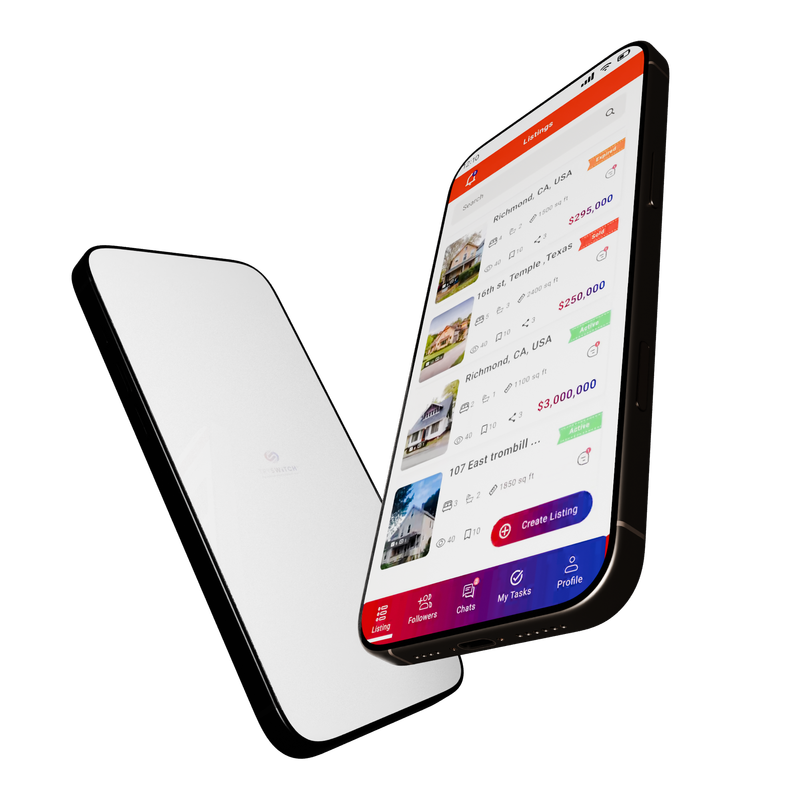 12:10
Listings
Search
Expired
Richmond, CA, USA
4 2 1500 sq ft
40 10 3
$295,000
Sold
16th st, Temple , Texas
5 3 2400 sq ft
40 10 3
$250,000
Active
Richmond, CA, USA
2 1 1100 sq ft
40 10 3
$3,000,000
Active
107 East trombill ...
3 2 1850 sq ft
40 10
Create Listing
Listing
Followers
Chats
My Tasks
Profile